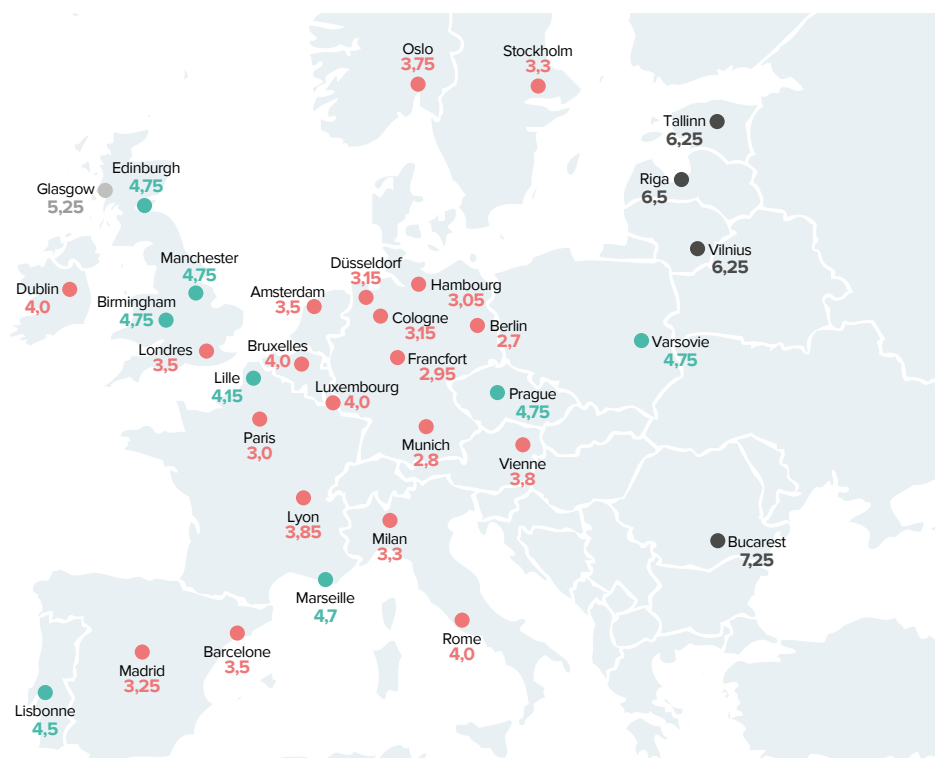 Oslo
3,75
Stockholm
3,3
Tallinn
6,25
Edinburgh
4,75
Riga
6,5
Glasgow
5,25
Vilnius
6,25
Manchester
4,75
Düsseldorf
3,15
Dublin
4,0
Birmingham
4,75
Amsterdam
3,5
Hambourg
3,05
Cologne
3,15
Berlin
2,7
Londres
3,5
Bruxelles
4,0
Varsovie
4,75
Francfort
2,95
Lille
4,15
Luxembourg
4,0
Prague
4,75
Paris
3,0
Munich
2,8
Vienne
3,8
Lyon
3,85
Milan
3,3
Bucarest
7,25
Marseille
4,7
Rome
4,0
Barcelone
3,5
Madrid
3,25
Lisbonne
4,5